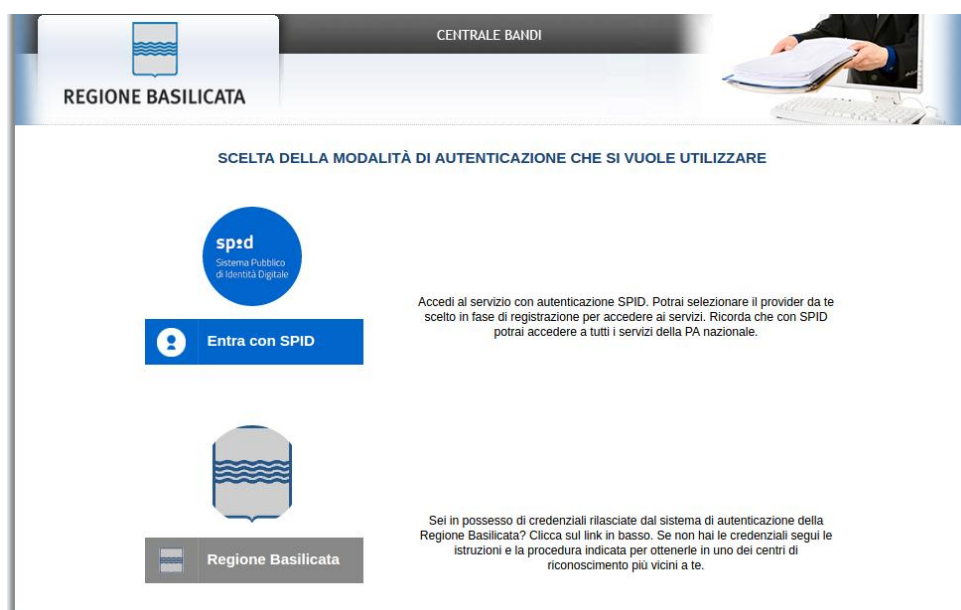 CENTRALE BANDI
REGIONE BASILICATA
SCELTA DELLA MODALITÀ DI AUTENTICAZIONE CHE SI VUOLE UTILIZZARE
sp:d
Sistema Pubblico
di Identità Digitale
Accedi al servizio con autenticazione SPID. Potrai selezionare il provider da te
scelto in fase di registrazione per accedere ai servizi. Ricorda che con SPID
potrai accedere a tutti i servizi della PA nazionale.
Entra con SPID
Sei in possesso di credenziali rilasciate dal sistema di autenticazione della
Regione Basilicata? Clicca sul link in basso. Se non hai le credenziali segui le
istruzioni e la procedura indicata per ottenerle in uno dei centri di
riconoscimento più vicini a te.
Regione Basilicata